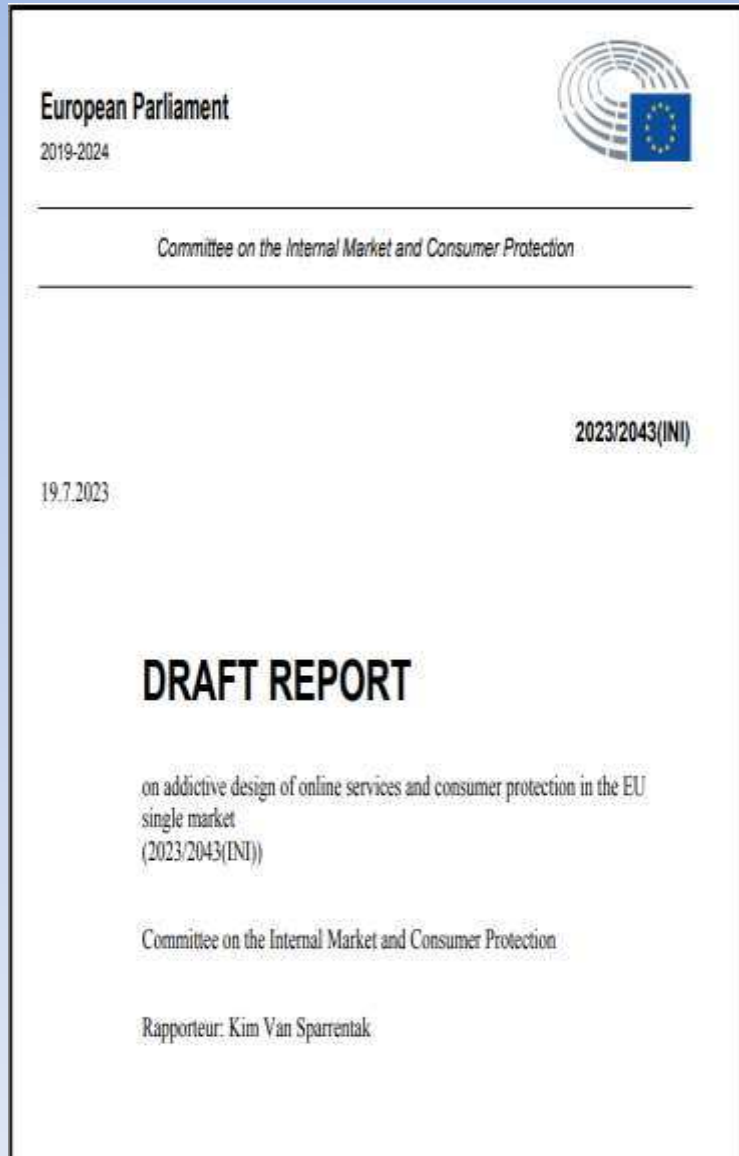 European Parliament
2019-2024
Committee on the Internal Market and Consumer Protection
2023/2043(INI)
19.7.2023
DRAFT REPORT
on addictive design of online services and consumer protection in the EU
single market
(2023/2043(INI))
Committee on the Internal Market and Consumer Protection
Rapporteur: Kim Van Sparrentak